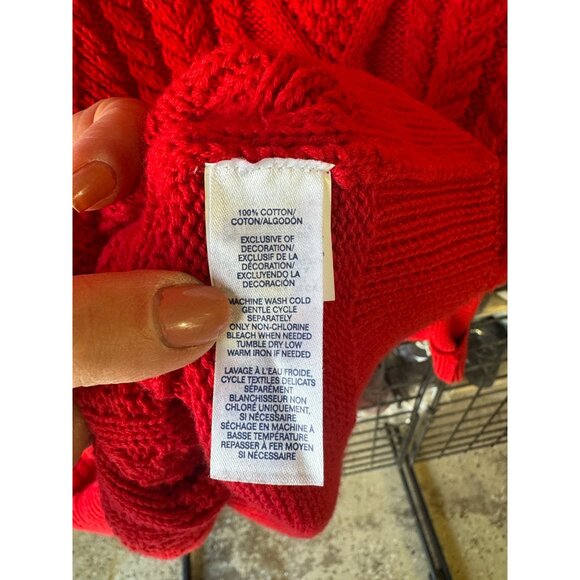 100% COTTON/
COTON/ALGODÓN
EXCLUSIVE OF
DECORATION/
EXCLUSIF DE LA
DÉCORATION/
EXCLUYENDO LA
DECORACIÓN
MACHINE WASH COLD
GENTLE CYCLE
SEPARATELY
ONLY NON-CHLORINE
BLEACH WHEN NEEDED
TUMBLE DRY LOW
WARM IRON IF NEEDED
LAVAGE À L'EAU FROIDE,
CYCLE TEXTILES DELICATS
SÉPARÉMENT
BLANCHISSEUR NON
CHLORÉ UNIQUEMENT,
SI NÉCESSAIRE
SÉCHAGE EN MACHINE À
BASSE TEMPÉRATURE
REPASSER À FER MOYEN
SI NÉCESSAIRE